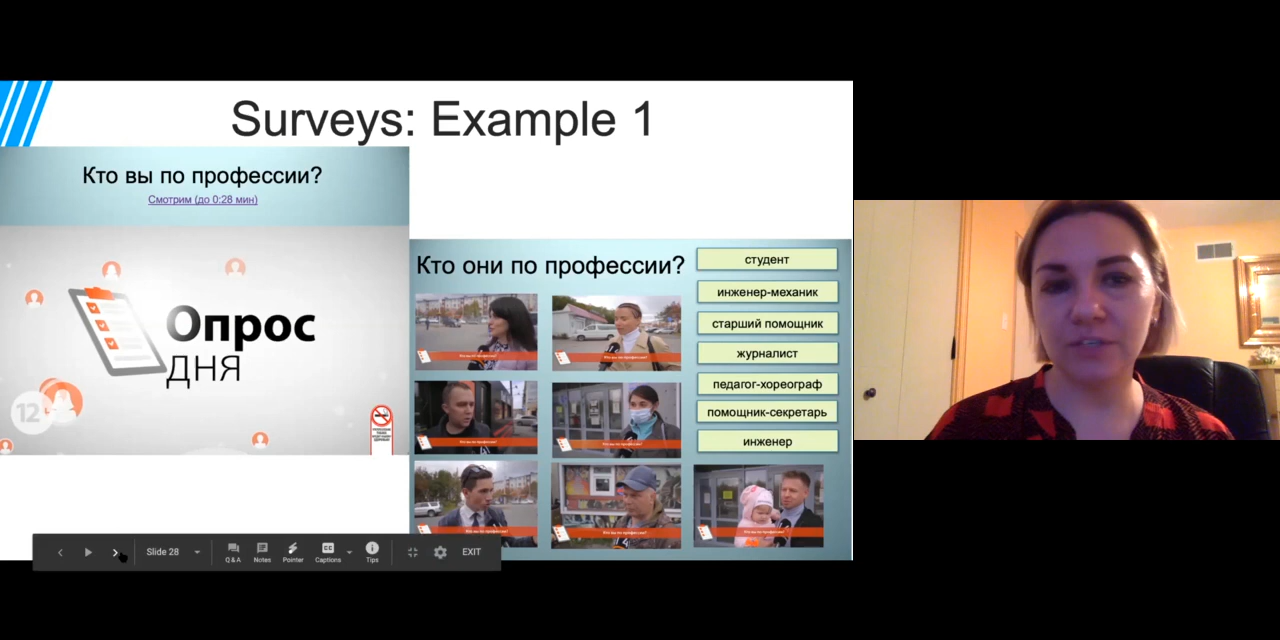 Surveys: Example 1
Кто вы по профессии?
Смотрим (до 0:28 мин)
Опрос
ДНЯ
12
Кто они по профессии?
студент
инженер-механик
старший помощник
журналист
педагог-хореограф
помощник-секретарь
инженер
Slide 28
Q & A
Notes
Pointer
Captions
Tips
EXIT